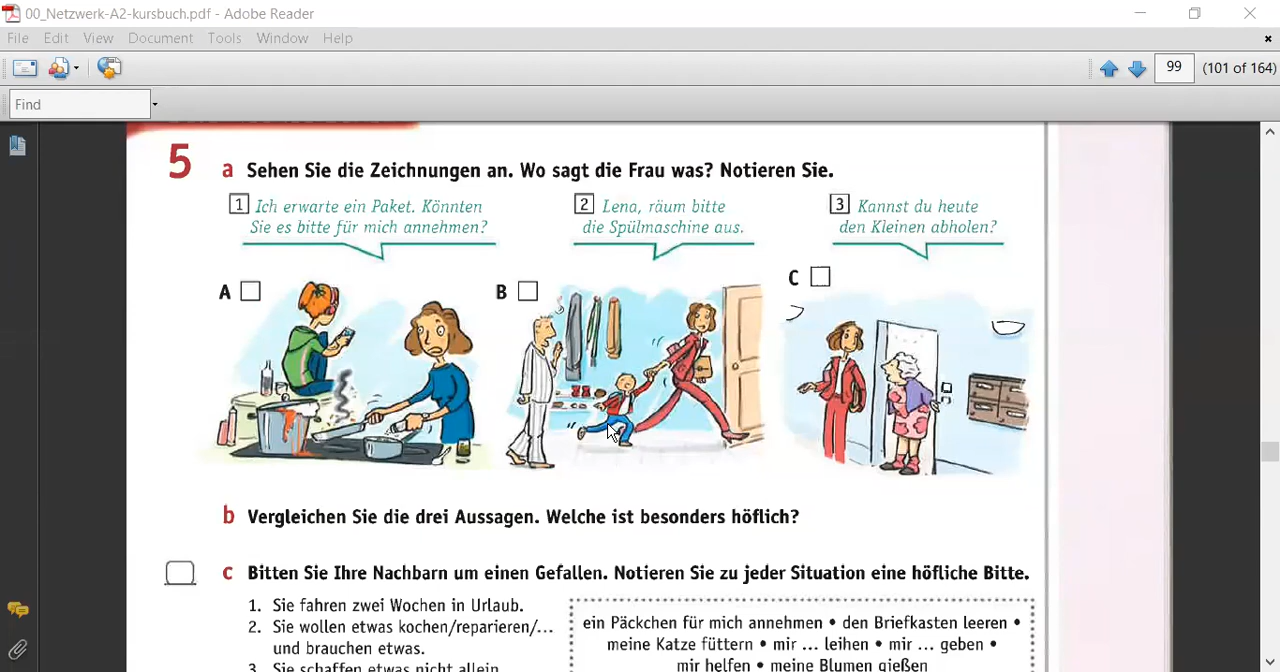 00_Netzwerk-A2-kursbuch.pdf - Adobe Reader
File Edit View Document Tools Window Help
99 (101 of 164)
Find
5 a Sehen Sie die Zeichnungen an. Wo sagt die Frau was? Notieren Sie.
1 Ich erwarte ein Paket. Könnten
Sie es bitte für mich annehmen?
2 Lena, räum bitte
die Spülmaschine aus.
3 Kannst du heute
den Kleinen abholen?
A
B
C
b Vergleichen Sie die drei Aussagen. Welche ist besonders höflich?
c Bitten Sie Ihre Nachbarn um einen Gefallen. Notieren Sie zu jeder Situation eine höfliche Bitte.
1. Sie fahren zwei Wochen in Urlaub.
2. Sie wollen etwas kochen/reparieren/...
und brauchen etwas.
3. Sie schaffen etwas nicht allein.
ein Päckchen für mich annehmen • den Briefkasten leeren •
meine Katze füttern • mir ... leihen • mir ... geben •
mir helfen • meine Blumen gießen